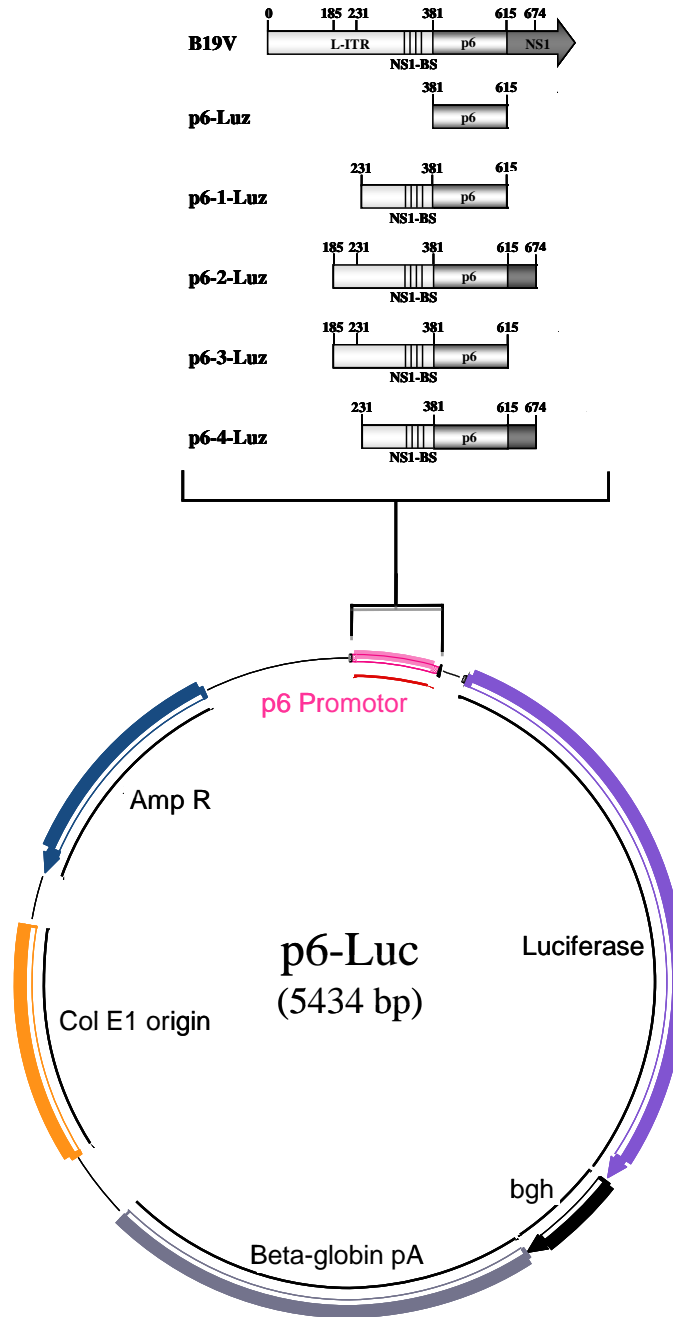 0 185 231 381 615 674
B19V L-ITR p6 NS1
NS1-BS
381 615
p6-Luz p6
231 381 615
p6-1-Luz p6
NS1-BS
185 231 381 615 674
p6-2-Luz p6
NS1-BS
185 231 381 615
p6-3-Luz p6
NS1-BS
231 381 615 674
p6-4-Luz p6
NS1-BS
p6 Promotor
Amp R
p6-Luc
(5434 bp)
Luciferase
Col E1 origin
bgh
Beta-globin pA